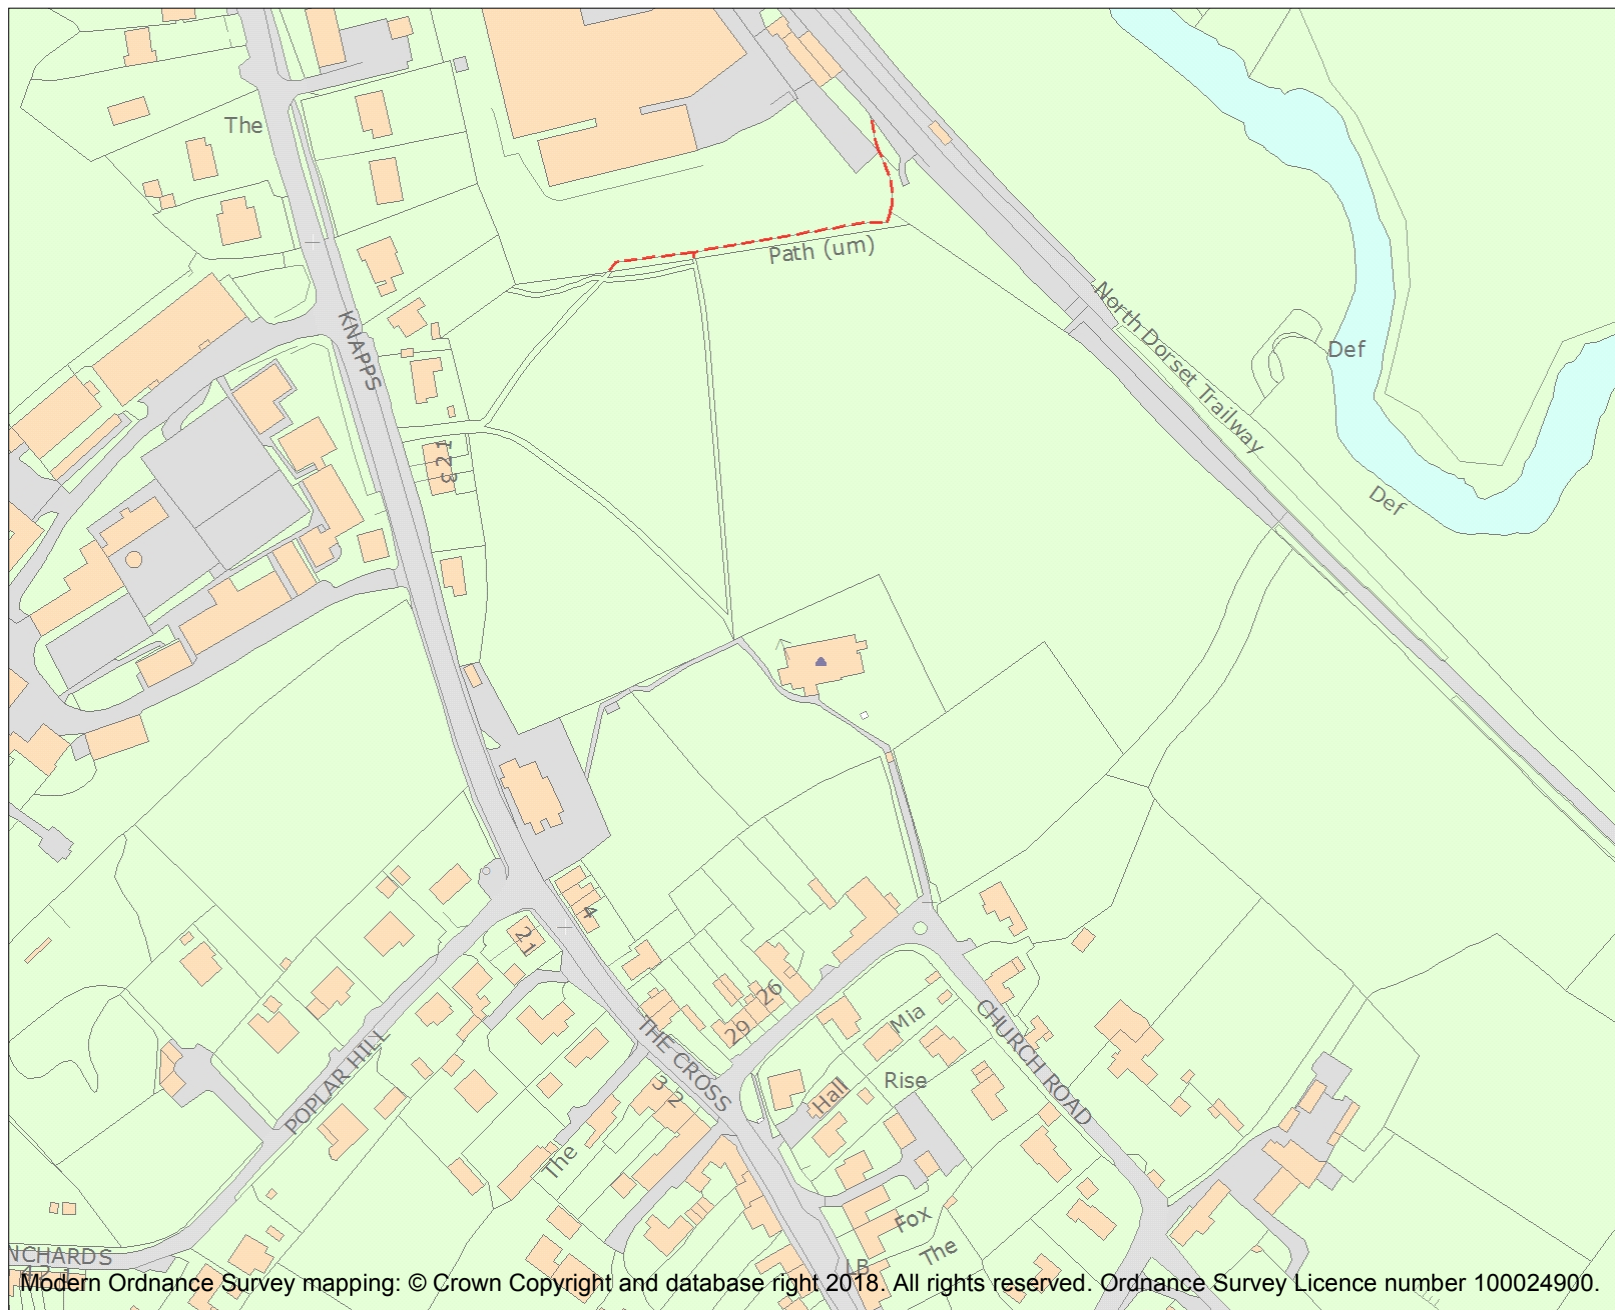 The
Path (um)
North Dorset Trailway
Def
KNAPPS
1
2
3
Def
4
21
26
29
Mia
THE CROSS
CHURCH ROAD
POPLAR HILL
Rise
3
2
Hall
The
Fox
The
NCHARDS
LB
Modern Ordnance Survey mapping: © Crown Copyright and database right 2018. All rights reserved. Ordnance Survey Licence number 100024900.